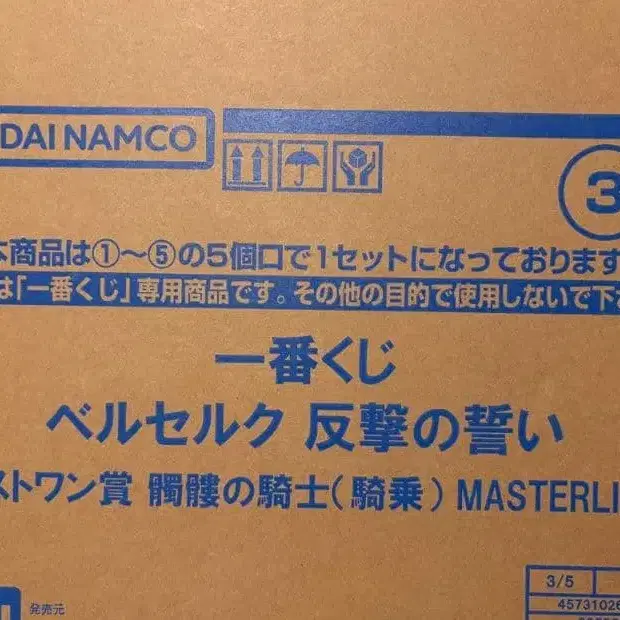 DAI NAMCO
3
本商品は①~⑤の5個口で1セットになっております
は「一番くじ」専用商品です。その他の目的で使用しないで下
一番くじ
ベルセルク 反撃の誓い
ストワン賞 髑髏の騎士(騎乗) MASTERLI
3/5
45731026
発売元